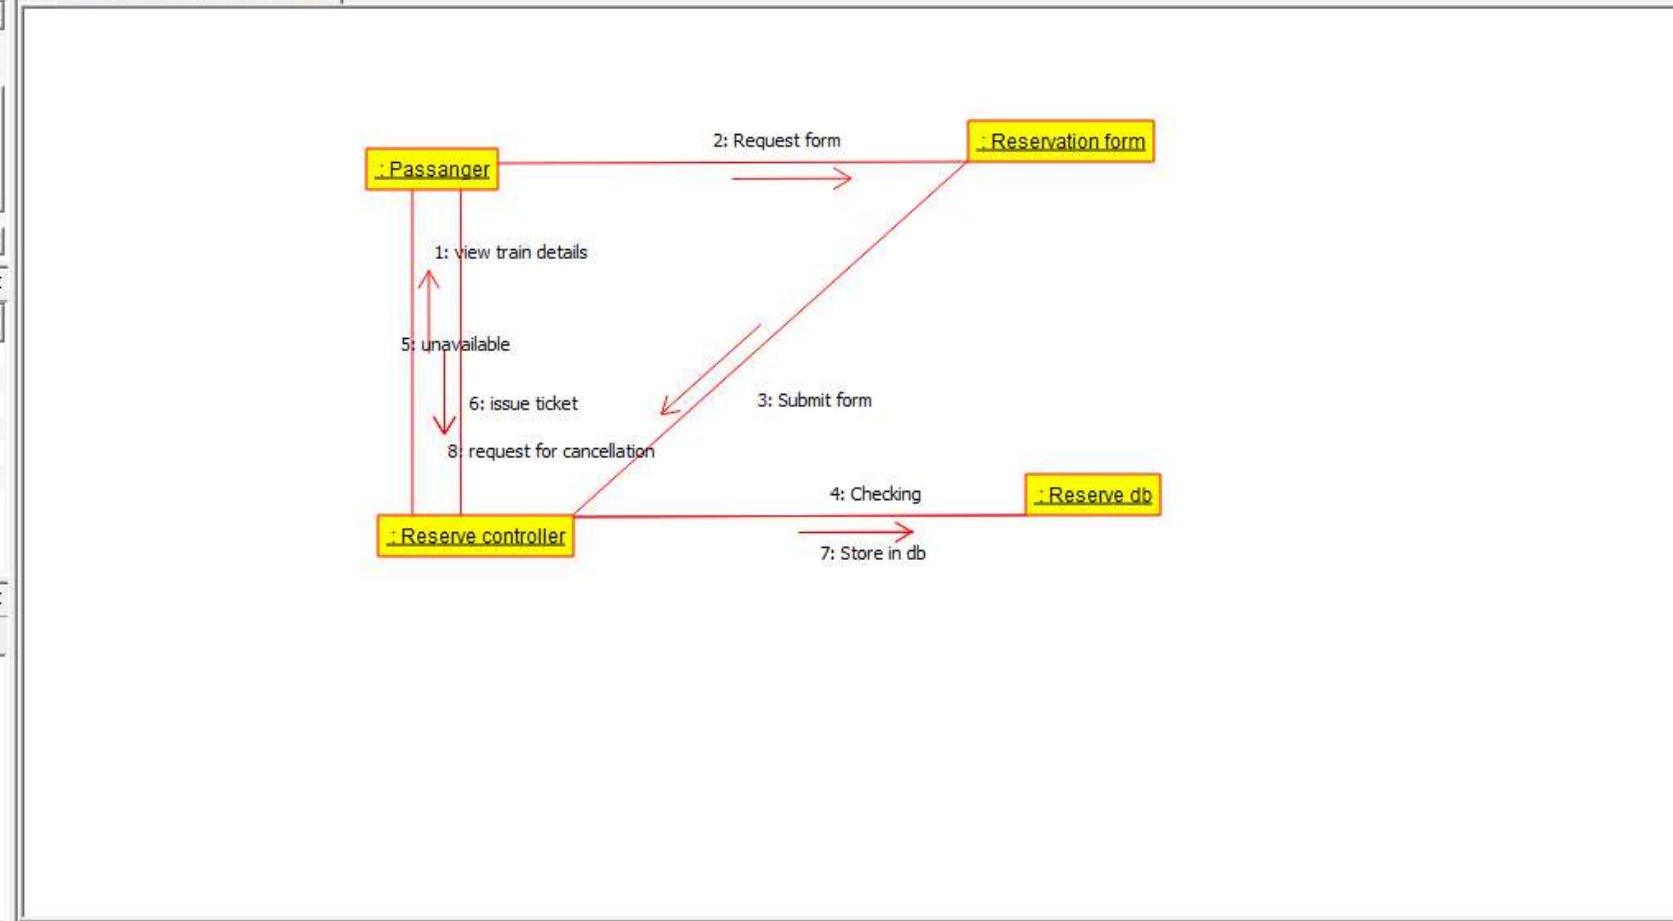 2: Request form
: Reservation form
: Passanger
1: view train details
5: unavailable
6: issue ticket
3: Submit form
8: request for cancellation
4: Checking
: Reserve db
: Reserve controller
7: Store in db